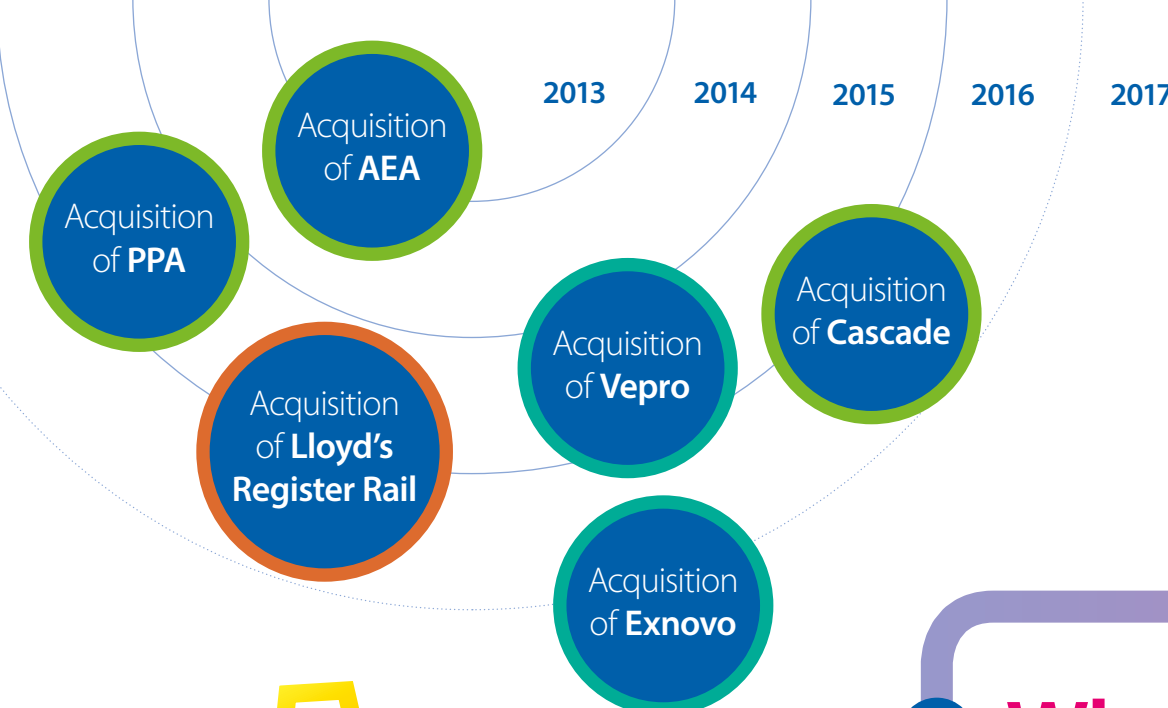 2013
2014
2015
2016
2017
Acquisition
of AEA
Acquisition
of PPA
Acquisition
of Cascade
Acquisition
of Vepro
Acquisition
of Lloyd's
Register Rail
Acquisition
of Exnovo